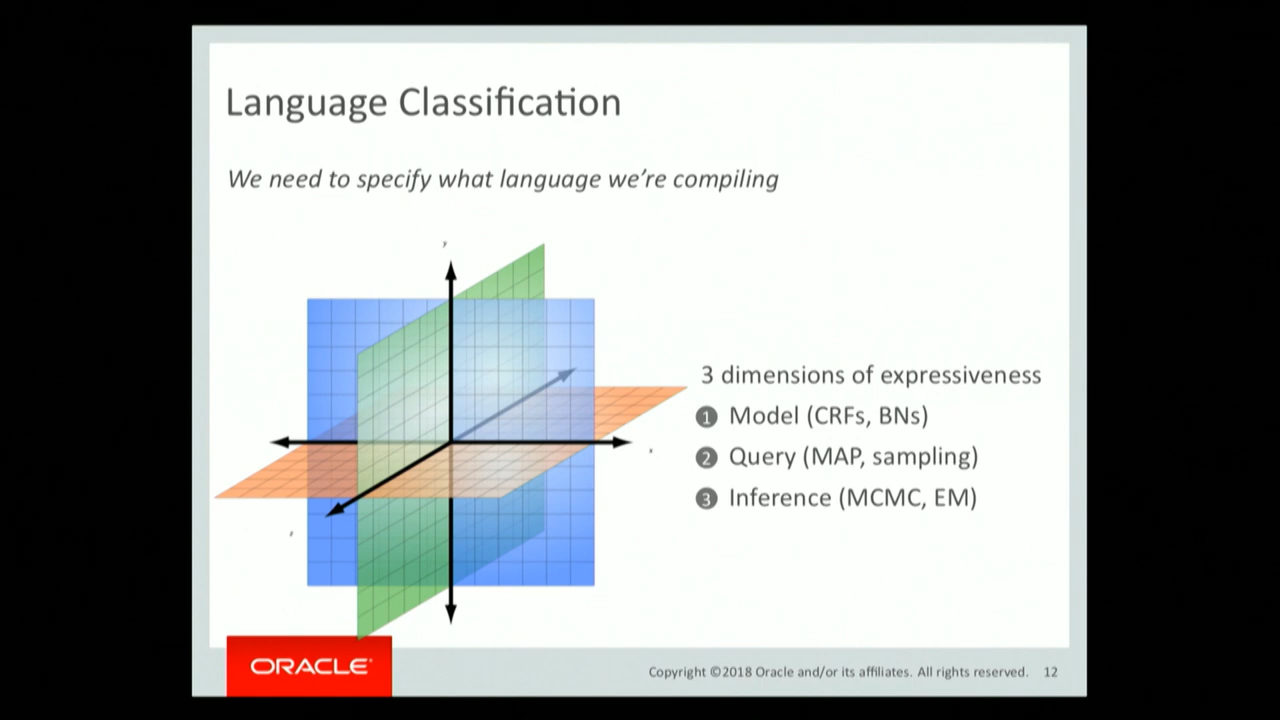 Language Classification
We need to specify what language we're compiling
3 dimensions of expressiveness
1 Model (CRFs, BNs)
2 Query (MAP, sampling)
3 Inference (MCMC, EM)
ORACLE
Copyright ©2018 Oracle and/or its affiliates. All rights reserved. 12